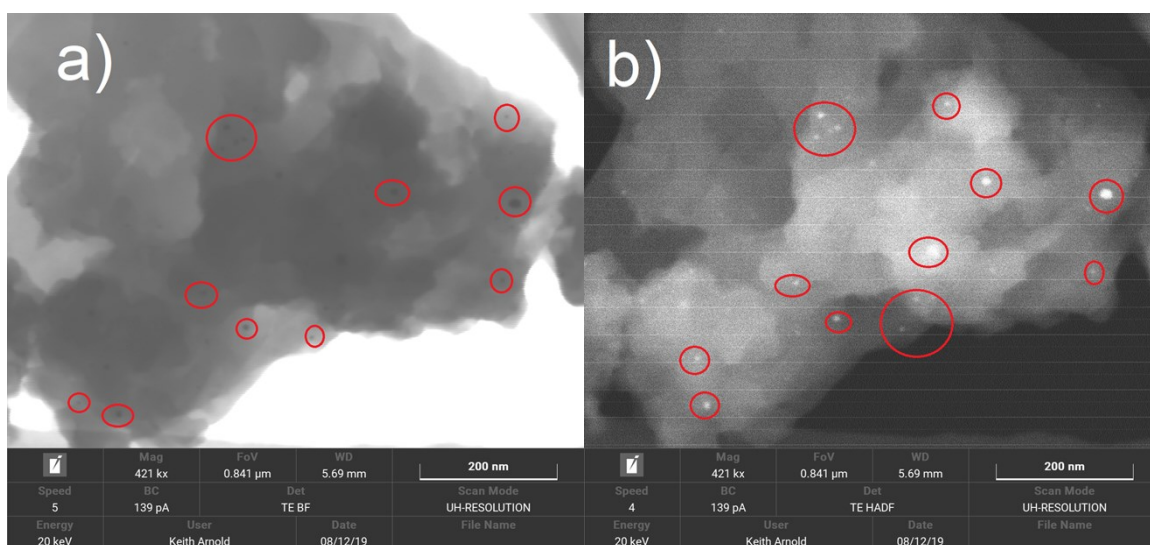 a)
b)
Mag FoV WD
421 kx 0.841 µm 5.69 mm
200 nm
Speed BC Det Scan Mode
5 139 pA TE BF UH-RESOLUTION
Energy User Date File Name
20 keV Keith Arnold 08/12/19
Mag FoV WD
421 kx 0.841 µm 5.69 mm
200 nm
Speed BC Det Scan Mode
4 139 pA TE HADF UH-RESOLUTION
Energy User Date File Name
20 keV Keith Arnold 08/12/19